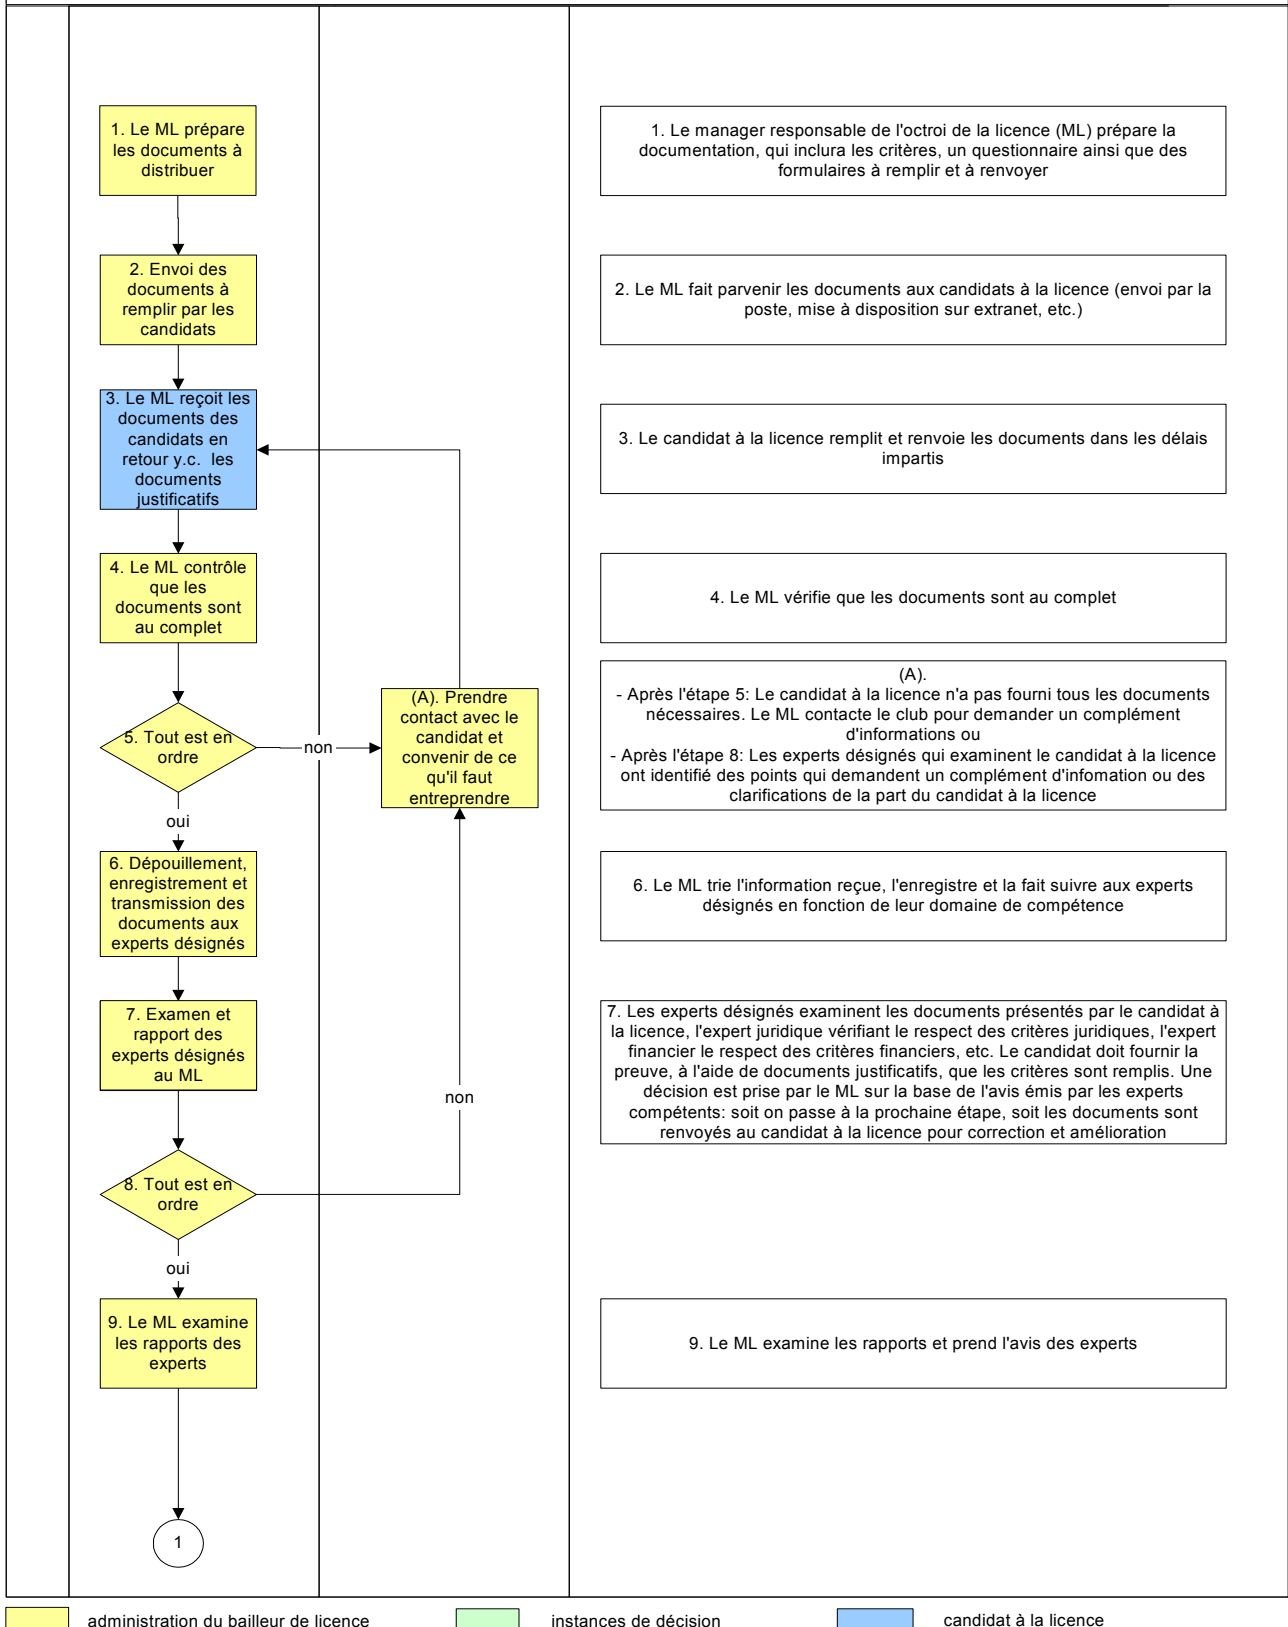 1. Le ML prépare
les documents à
distribuer
1. Le manager responsable de l'octroi de la licence (ML) prépare la
documentation, qui inclura les critères, un questionnaire ainsi que des
formulaires à remplir et à renvoyer
2. Envoi des
documents à
remplir par les
candidats
2. Le ML fait parvenir les documents aux candidats à la licence (envoi par la
poste, mise à disposition sur extranet, etc.)
3. Le ML reçoit les
documents des
candidats en
retour y.c. les
documents
justificatifs
3. Le candidat à la licence remplit et renvoie les documents dans les délais
impartis
4. Le ML contrôle
que les
documents sont
au complet
4. Le ML vérifie que les documents sont au complet
5. Tout est en
ordre
non
(A). Prendre
contact avec le
candidat et
convenir de ce
qu'il faut
entreprendre
(A).
- Après l'étape 5: Le candidat à la licence n'a pas fourni tous les documents
nécessaires. Le ML contacte le club pour demander un complément
d'informations ou
- Après l'étape 8: Les experts désignés qui examinent le candidat à la licence
ont identifié des points qui demandent un complément d'infomation ou des
clarifications de la part du candidat à la licence
oui
6. Dépouillement,
enregistrement et
transmission des
documents aux
experts désignés
6. Le ML trie l'information reçue, l'enregistre et la fait suivre aux experts
désignés en fonction de leur domaine de compétence
7. Examen et
rapport des
experts désignés
au ML
non
7. Les experts désignés examinent les documents présentés par le candidat à
la licence, l'expert juridique vérifiant le respect des critères juridiques, l'expert
financier le respect des critères financiers, etc. Le candidat doit fournir la
preuve, à l'aide de documents justificatifs, que les critères sont remplis. Une
décision est prise par le ML sur la base de l'avis émis par les experts
compétents: soit on passe à la prochaine étape, soit les documents sont
renvoyés au candidat à la licence pour correction et amélioration
8. Tout est en
ordre
oui
9. Le ML examine
les rapports des
experts
9. Le ML examine les rapports et prend l'avis des experts
1
administration du bailleur de licence
instances de décision
candidat à la licence